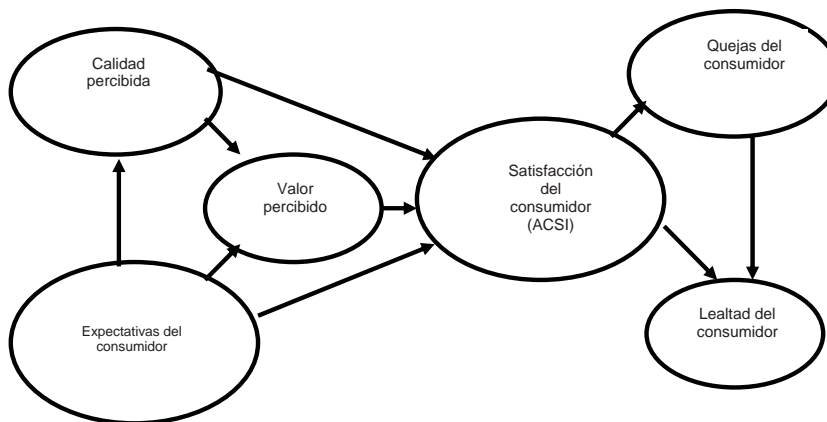 Calidad
percibida
Quejas del
consumidor
Valor
percibido
Satisfacción
del
consumidor
(ACSI)
Expectativas del
consumidor
Lealtad del
consumidor